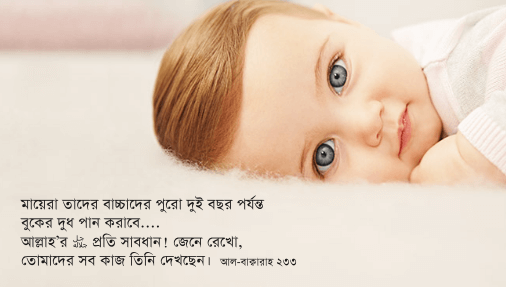 মায়েরা তাদের বাচ্চাদের পুরো দুই বছর পর্যন্ত
বুকের দুধ পান করাবে....
আল্লাহ'র ﷻ প্রতি সাবধান! জেনে রেখো,
তোমাদের সব কাজ তিনি দেখছেন। আল-বাক্বারাহ ২৩৩